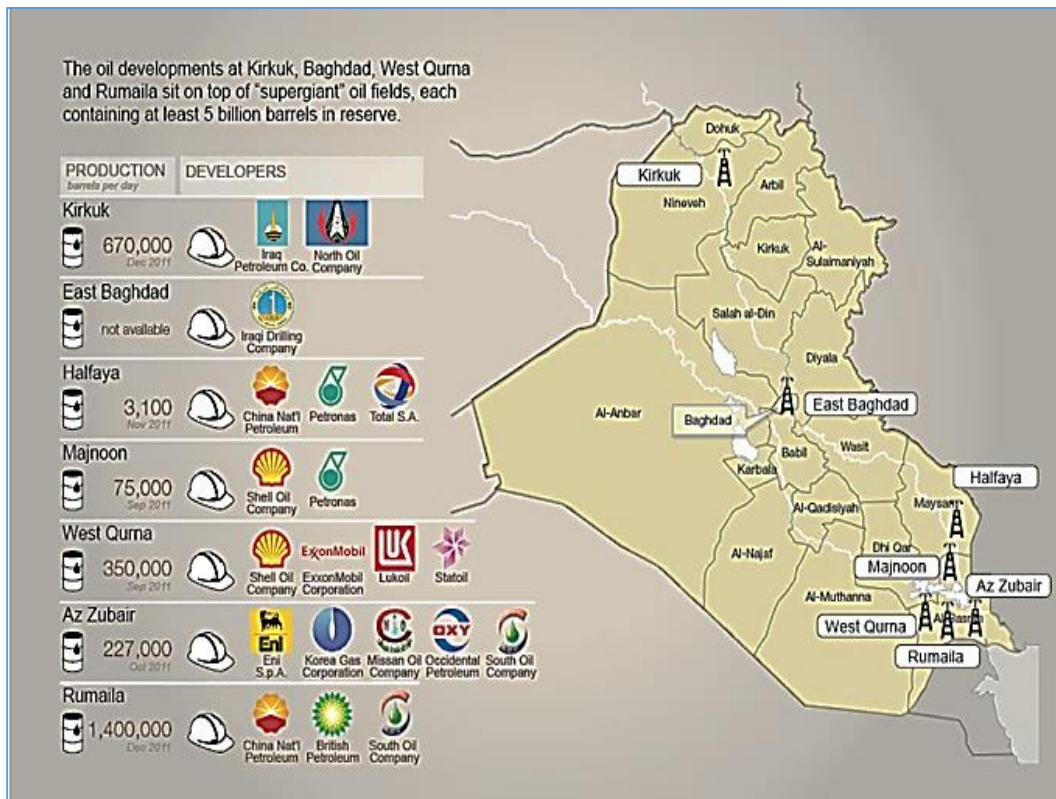 The oil developments at Kirkuk, Baghdad, West Qurna
and Rumaila sit on top of “supergiant” oil fields, each
containing at least 5 billion barrels in reserve.
PRODUCTION
barrels per day
DEVELOPERS
Kirkuk
670,000
Dec 2011
Iraq
Petroleum Co.
North Oil
Company
East Baghdad
not available
Iraqi Drilling
Company
Halfaya
3,100
Nov 2011
China Nat'l
Petroleum
Petronas
Total S.A.
Majnoon
75,000
Sep 2011
Shell Oil
Company
Petronas
West Qurna
350,000
Sep 2011
Shell Oil
Company
ExxonMobil
ExxonMobil
Corporation
LUK
Lukoil
Statoil
Az Zubair
227,000
Oct 2011
Eni
Eni
S.p.A.
Korea Gas
Corporation
Missan Oil
Company
OXY
Occidental
Petroleum
South Oil
Company
Rumaila
1,400,000
Dec 2011
China Nat'l
Petroleum
British
Petroleum
South Oil
Company
Dohuk
Kirkuk
Nineveh
Arbil
Kirkuk
Al-
Sulaimaniyah
Salah al-Din
Diyala
Al-Anbar
Baghdad
East Baghdad
Wasit
Babil
Karbala
Halfaya
Al-Qadisiyah
Maysan
Al-Najaf
Dhi Qar
Majnoon
Az Zubair
Al-Muthanna
West Qurna
Rumaila